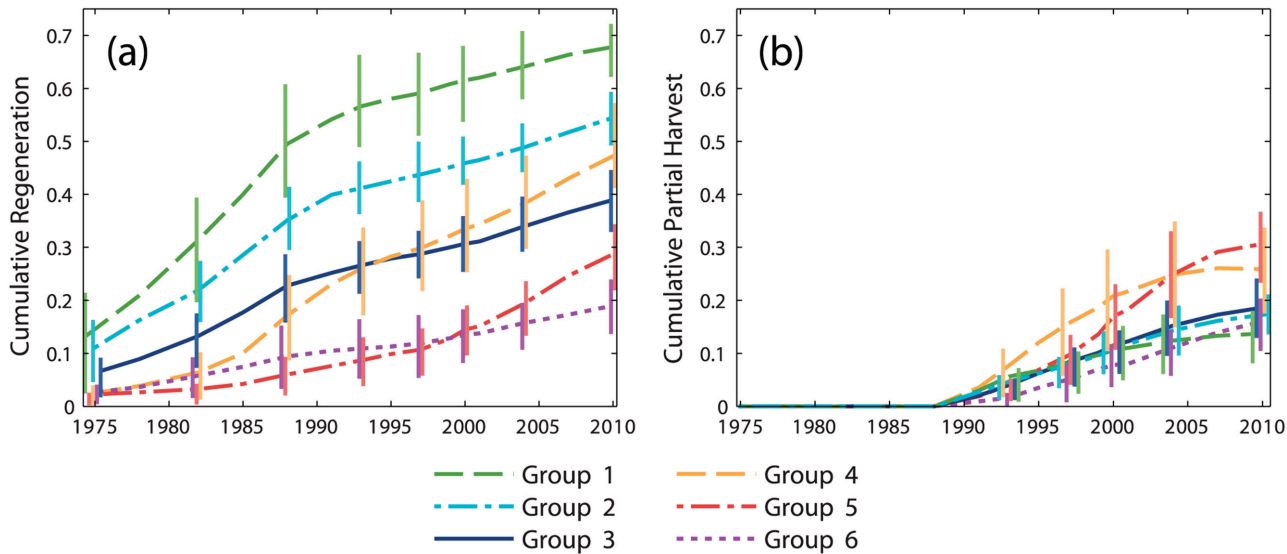 (a)
Cumulative Regeneration
0.7
0.6
0.5
0.4
0.3
0.2
0.1
0
1975 1980 1985 1990 1995 2000 2005 2010
(b)
Cumulative Partial Harvest
0.7
0.6
0.5
0.4
0.3
0.2
0.1
0
1975 1980 1985 1990 1995 2000 2005 2010
Group 1
Group 2
Group 3
Group 4
Group 5
Group 6